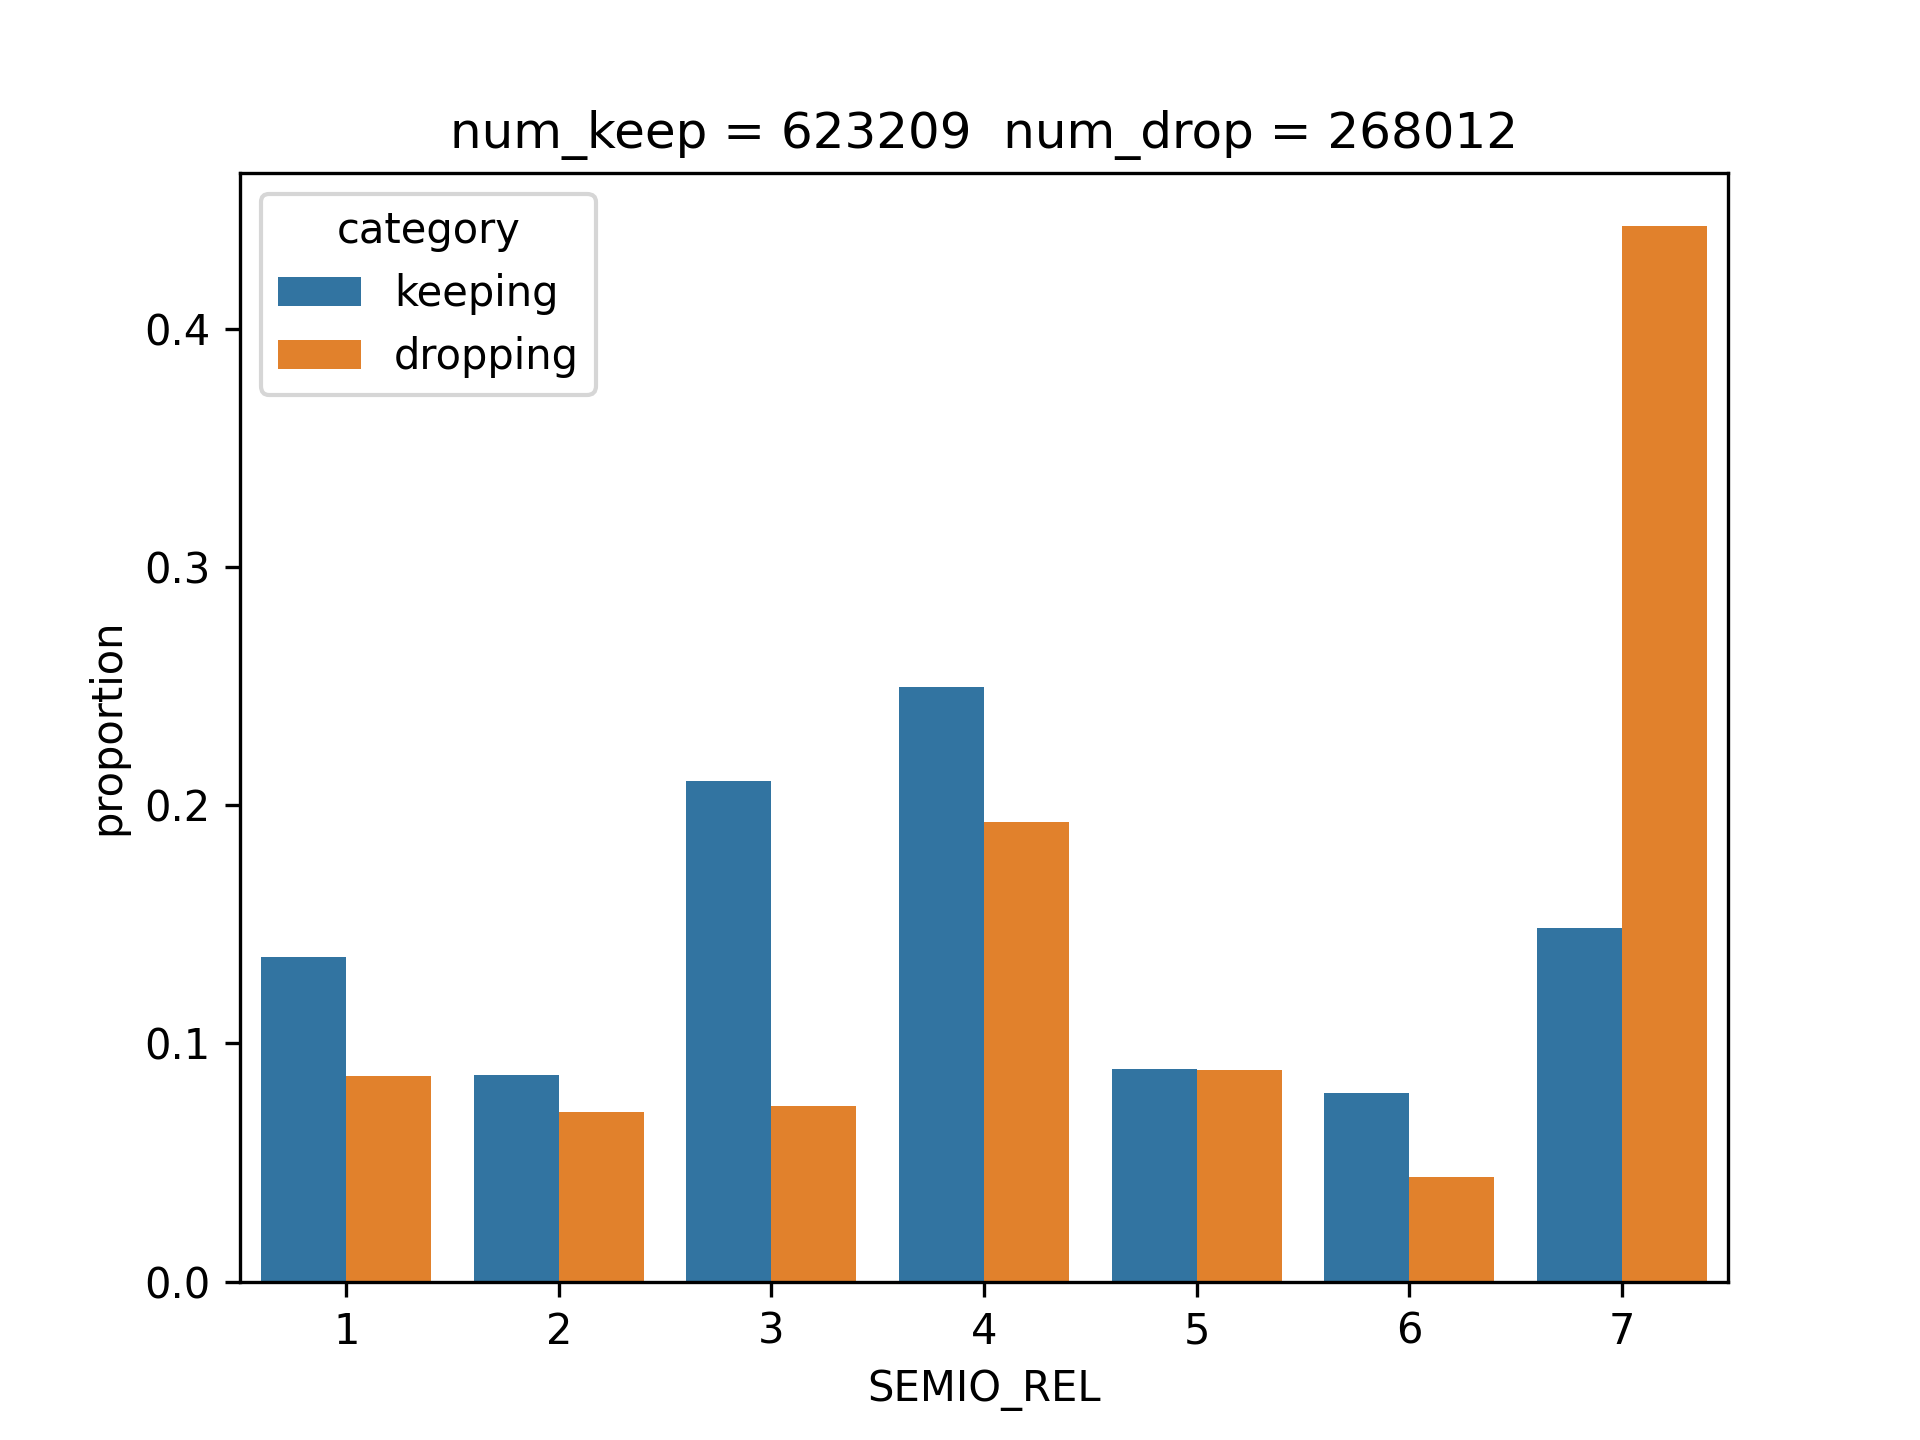 num_keep = 623209  num_drop = 268012
category
keeping
dropping
proportion
0.4
0.3
0.2
0.1
0.0
1 2 3 4 5 6 7
SEMIO_REL